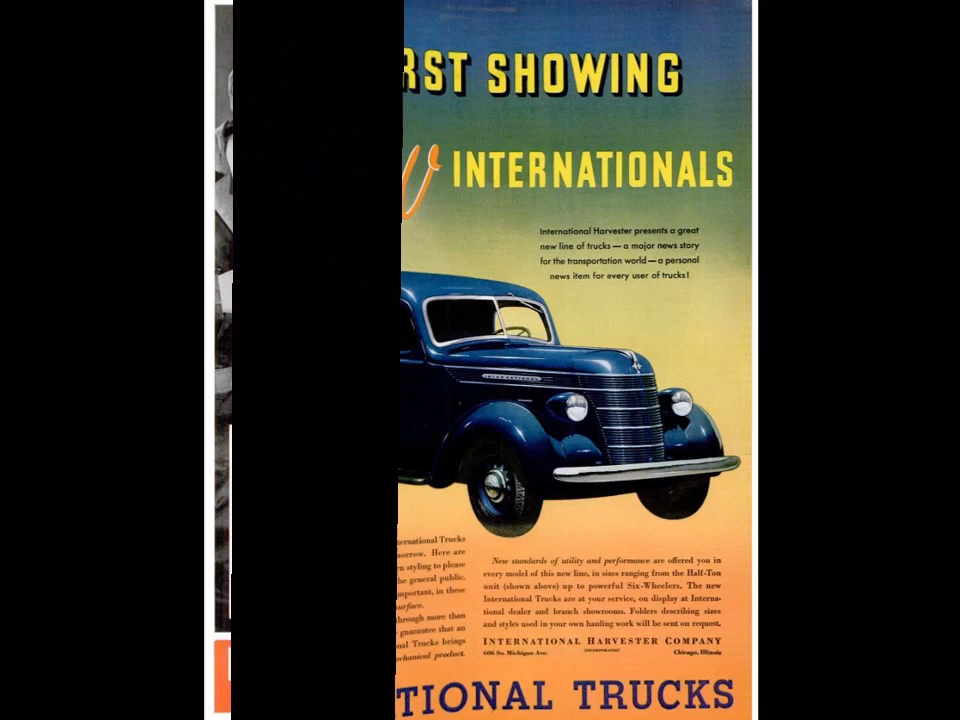 RST SHOWING
INTERNATIONALS
International Harvester presents a great
new line of trucks — a major news story
for the transportation world — a personal
news item for every user of trucks!
ternational Trucks
morrow. Here are
rn styling to please
he general public.
mportant, in these
surface.
through more than
guarantee that an
onal Trucks brings
echanical product.
New standards of utility and performance are offered you in
every model of this new line, in sizes ranging from the Half-Ton
unit (shown above) up to powerful Six-Wheelers. The new
International Trucks are at your service, on display at Interna-
tional dealer and branch showrooms. Folders describing sizes
and styles used in your own hauling work will be sent on request.
INTERNATIONAL HARVESTER COMPANY
606 So. Michigan Ave. (INCORPORATED) Chicago, Illinois
TIONAL TRUCKS